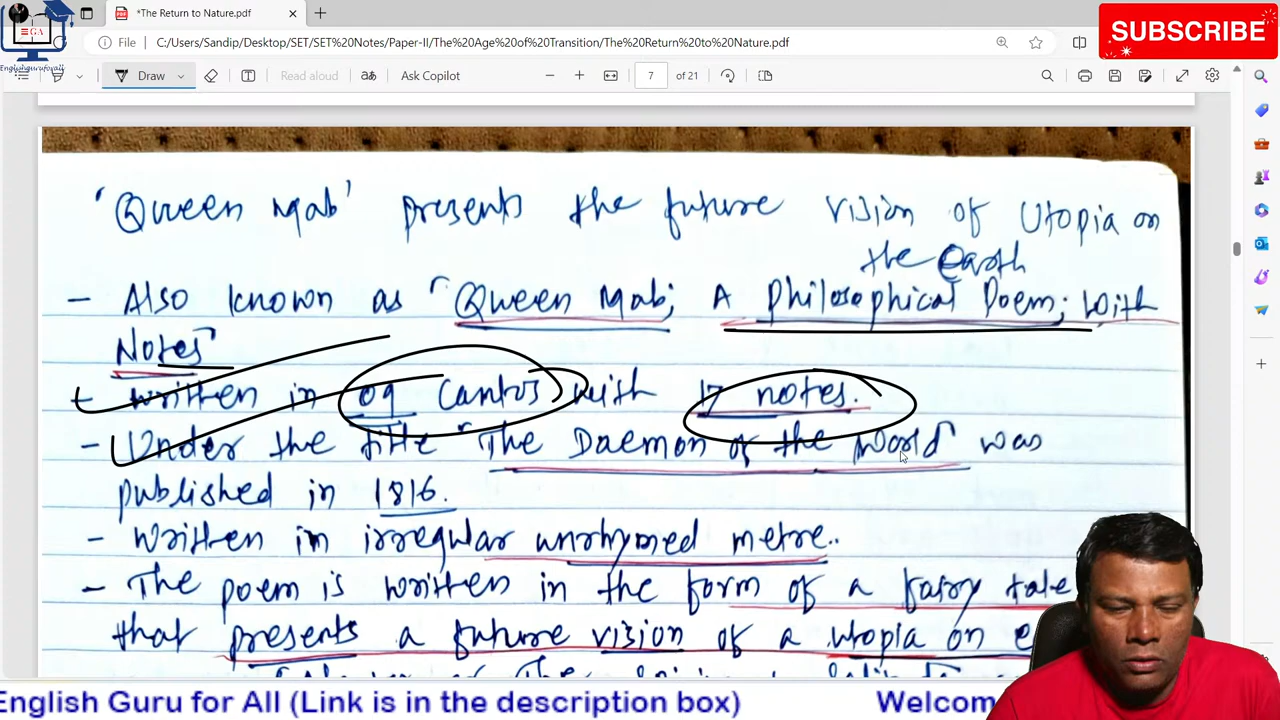 *The Return to Nature.pdf
SUBSCRIBE
EGA
Englishguruforall
File
C:/Users/Sandip/Desktop/SET/SET%20Notes/Paper-II/The%20Age%20of%20Transition/The%20Return%20to%20Nature.pdf
Draw
Read aloud
Ask Copilot
7
of 21
'Queen Mab' presents the future vision of Utopia on
the earth
- Also known as "Queen Mab; A Philosophical Poem; with
Notes"
- Written in 09 Cantos with 17 notes.
- Under the title "The Daemon of the World" was
published in 1816.
- Written in irregular unrhymed metre.
- The poem is written in the form of a fairy tale
that presents a future vision of a utopia on e
English Guru for All (Link is in the description box)
Welcom